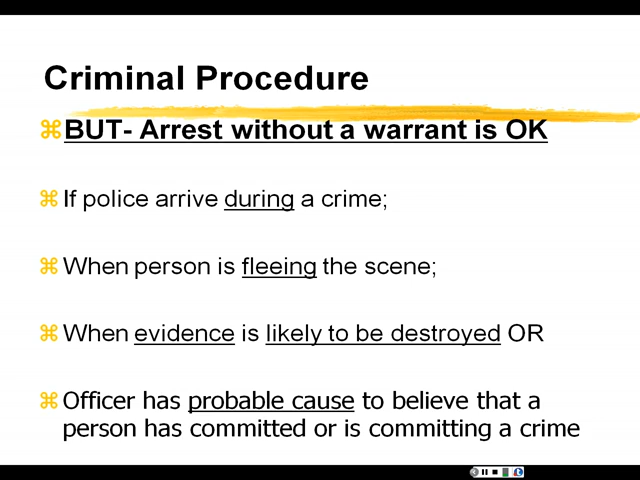 Criminal Procedure
BUT- Arrest without a warrant is OK
If police arrive during a crime;
When person is fleeing the scene;
When evidence is likely to be destroyed OR
Officer has probable cause to believe that a
person has committed or is committing a crime